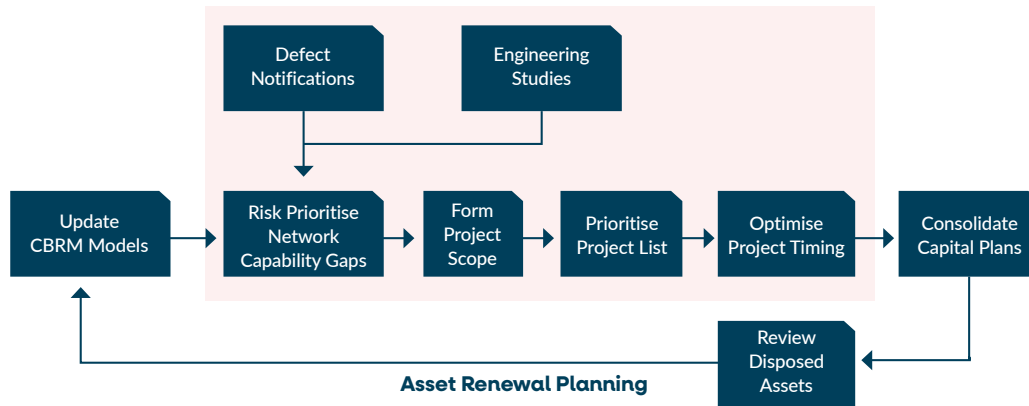 Defect
Notifications
Engineering
Studies
Update
CBRM Models
Risk Prioritise
Network
Capability Gaps
Form
Project
Scope
Prioritise
Project List
Optimise
Project Timing
Consolidate
Capital Plans
Review
Disposed
Assets
Asset Renewal Planning